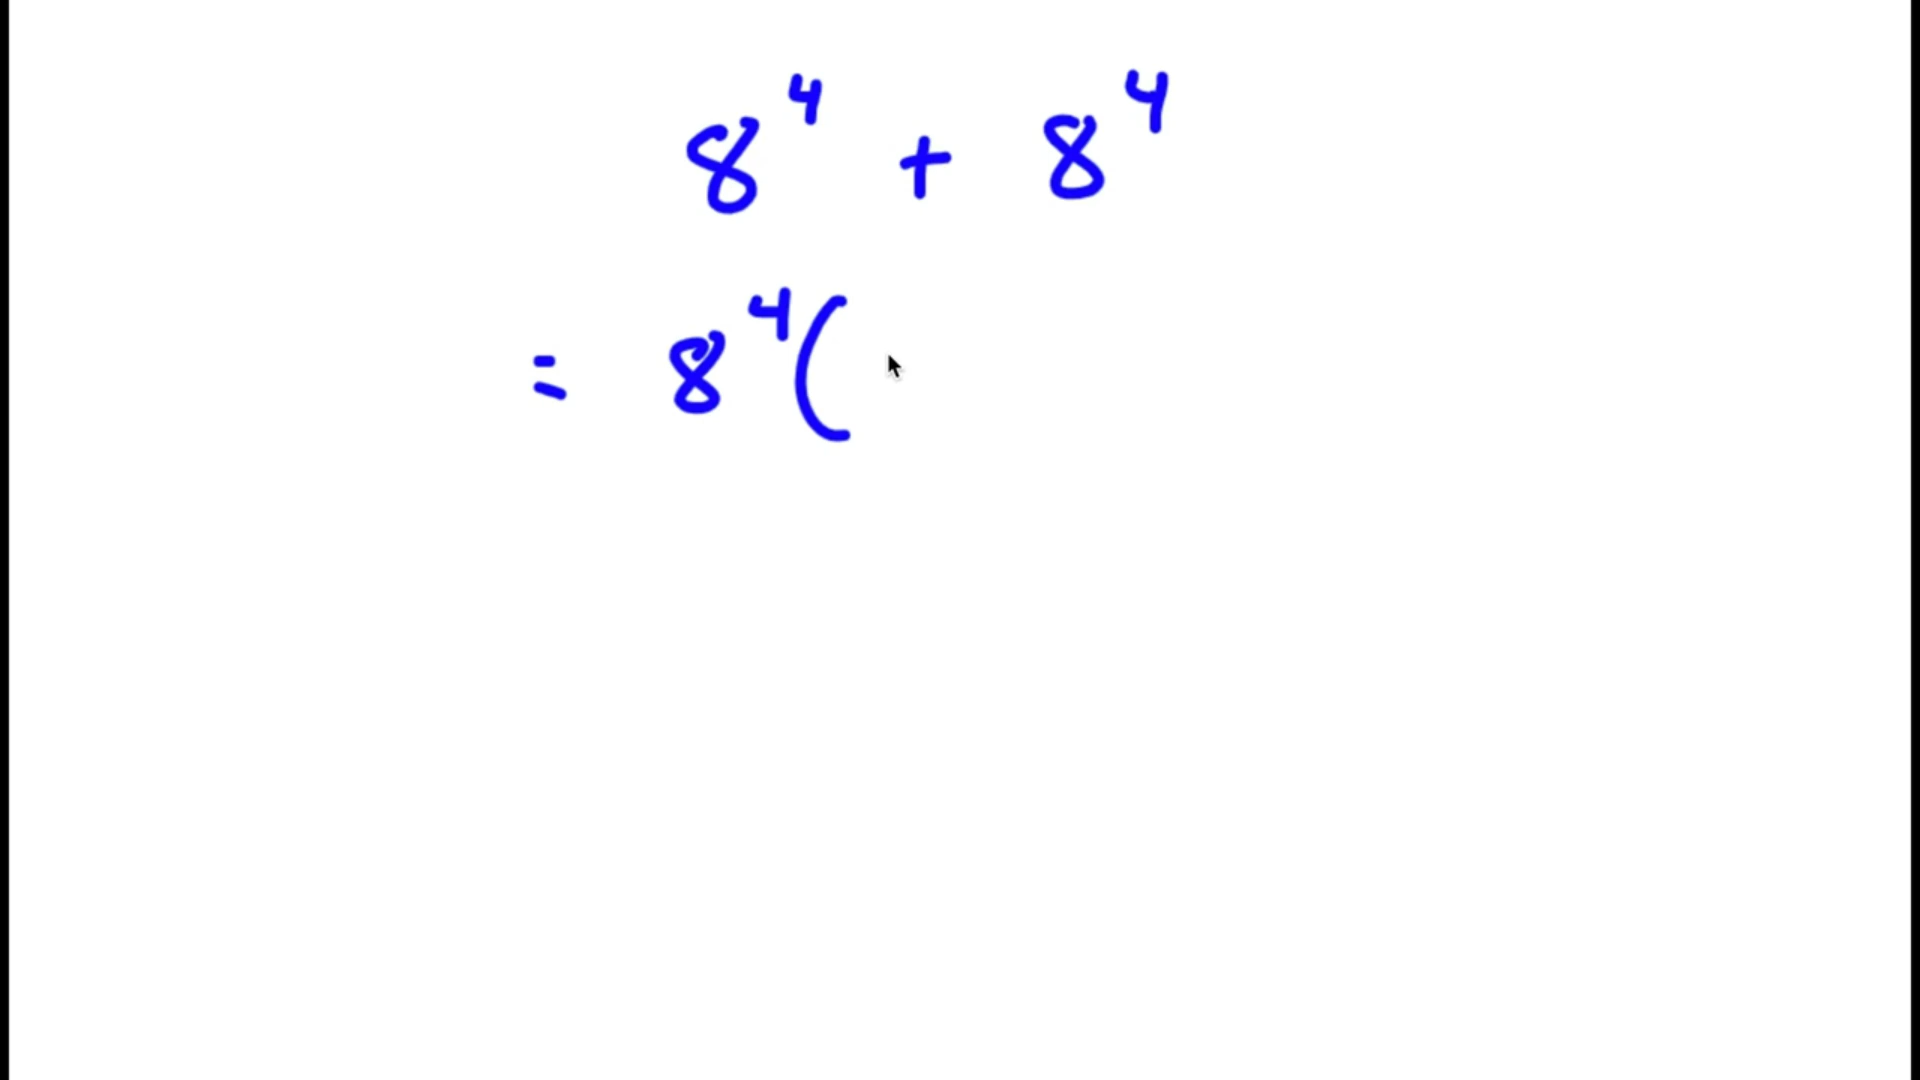 8⁴ + 8⁴
= 8⁴(